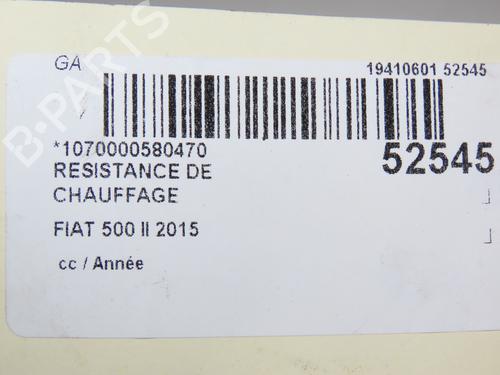 GA
19410601 52545
*1070000580470
52545
RESISTANCE DE
CHAUFFAGE
FIAT 500 II 2015
cc / Année
B-PARTS